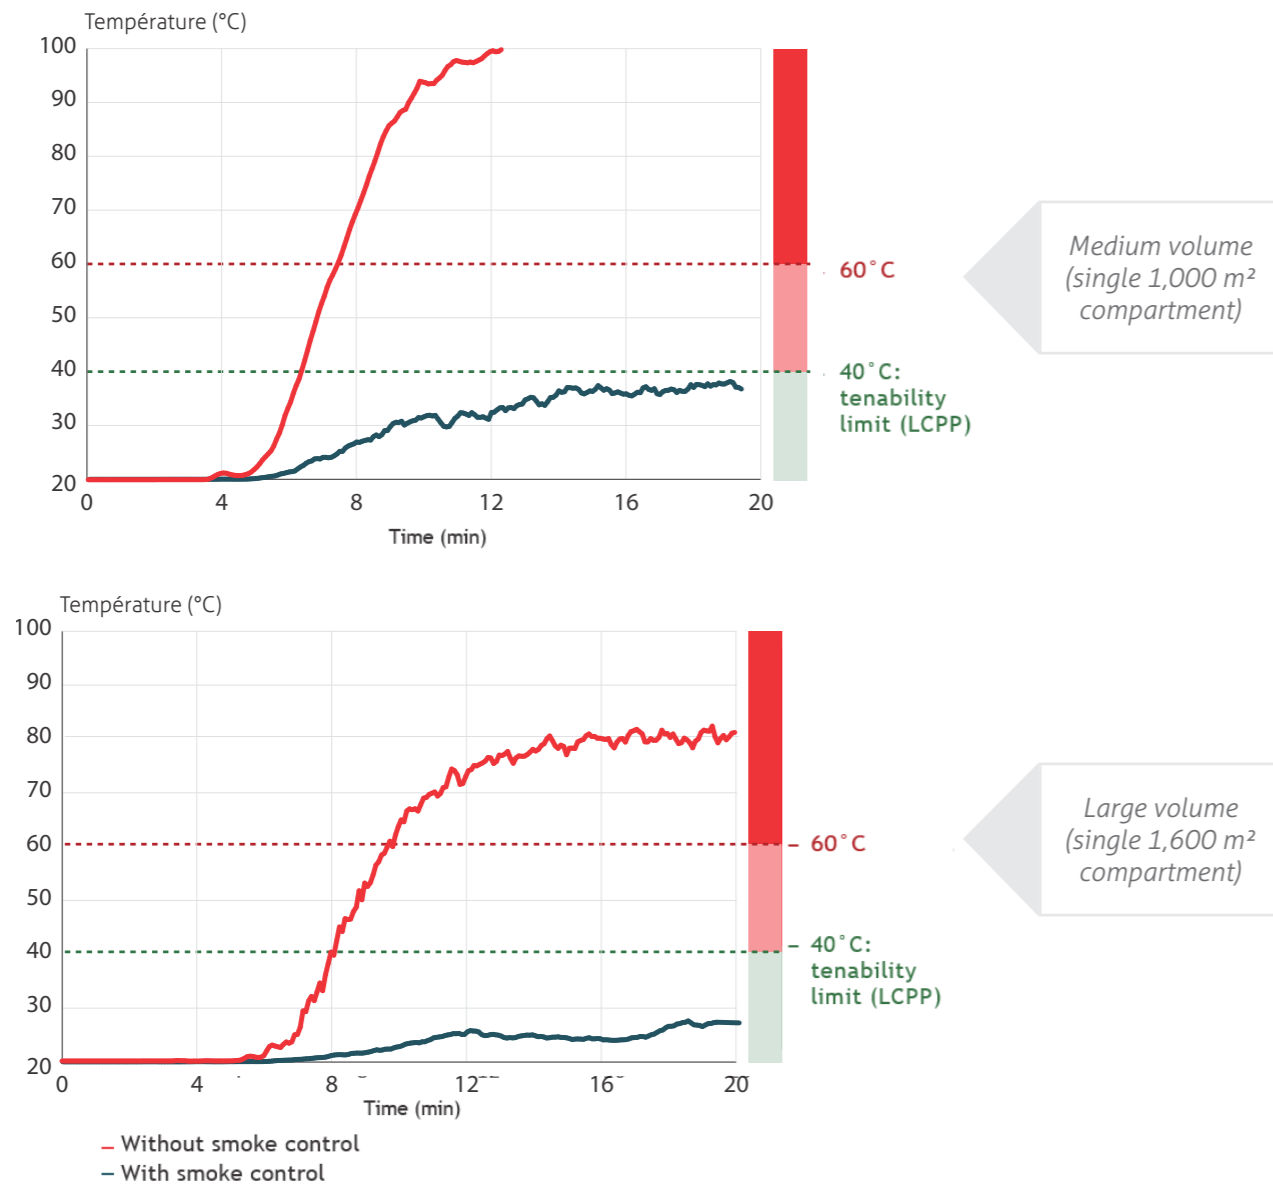 Température (°C)
100
90
80
70
60
50
40
30
20
0 4 8 12 16 20
Time (min)
60°C
40°C:
tenability
limit (LCPP)
Medium volume
(single 1,000 m²
compartment)
Température (°C)
100
90
80
70
60
50
40
30
20
0 4 8 12 16 20
Time (min)
60°C
40°C:
tenability
limit (LCPP)
Large volume
(single 1,600 m²
compartment)
Without smoke control
With smoke control